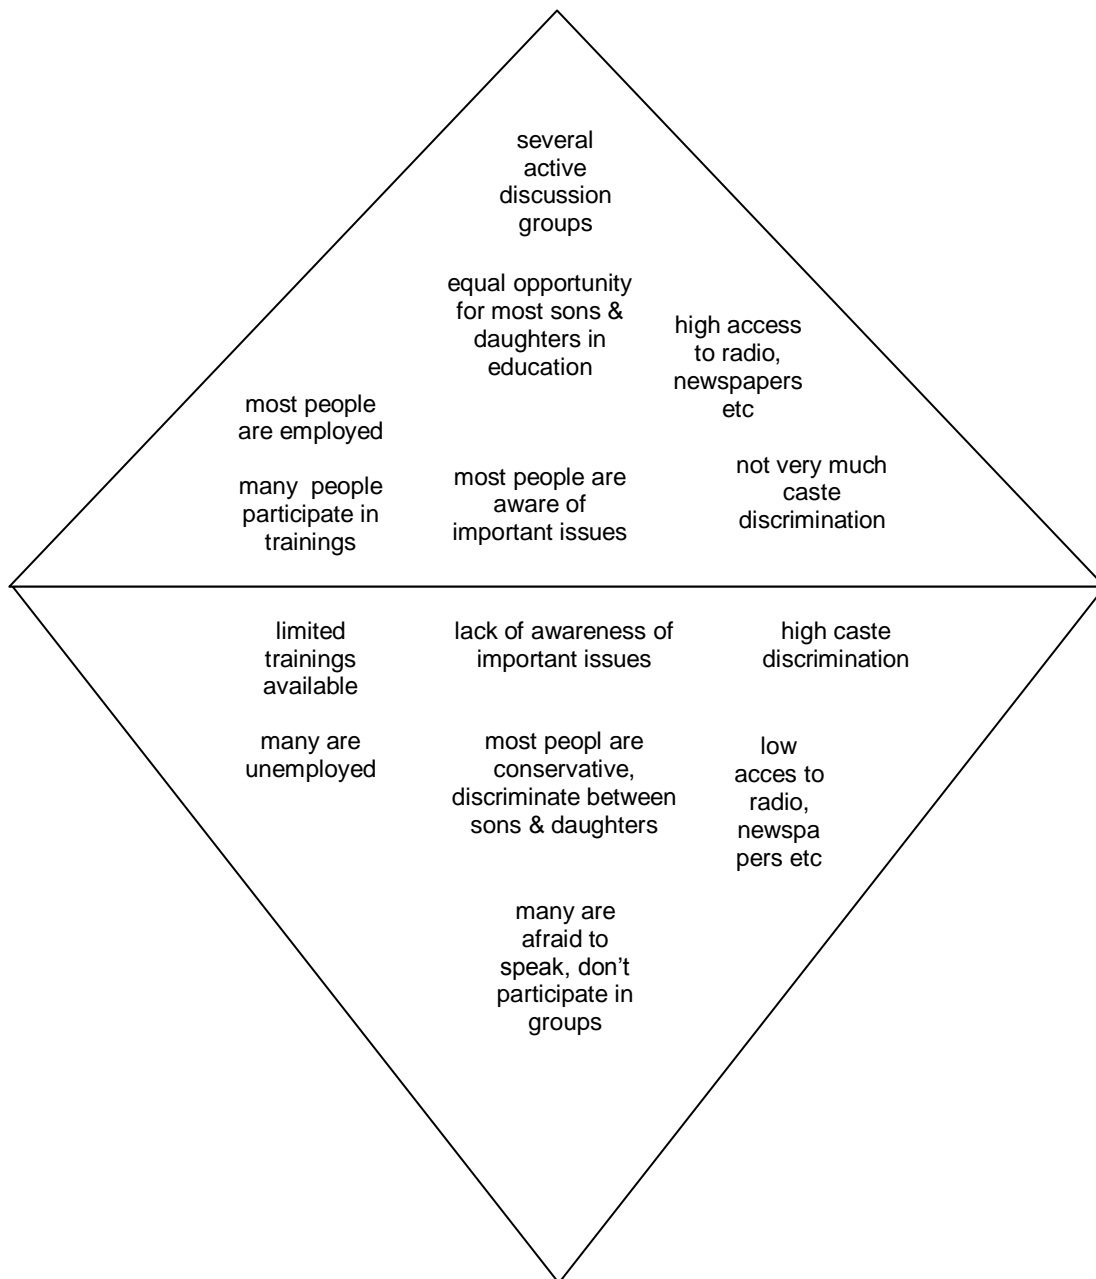 several
active
discussion
groups
equal opportunity
for most sons &
daughters in
education
high access
to radio,
newspapers
etc
most people
are employed
many  people
participate in
trainings
most people are
aware of
important issues
not very much
caste
discrimination
limited
trainings
available
lack of awareness of
important issues
high caste
discrimination
many are
unemployed
most peopl are
conservative,
discriminate between
sons & daughters
low
acces to
radio,
newspa
pers etc
many are
afraid to
speak, don’t
participate in
groups